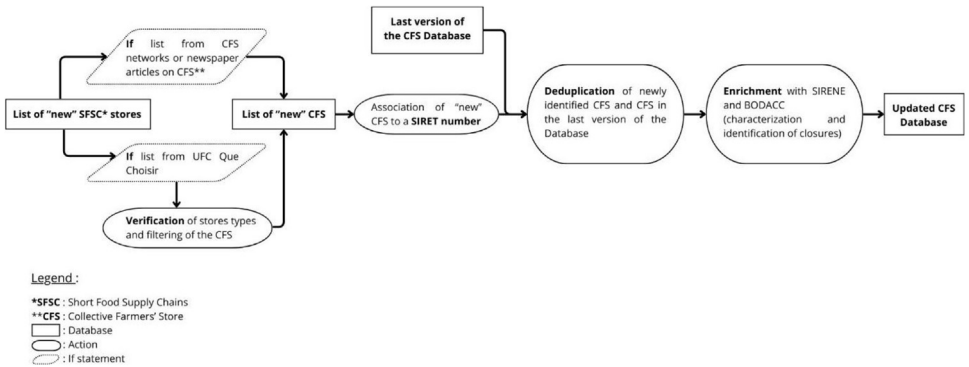 If list from CFS
networks or newspaper
articles on CFS**
List of “new” SFSC* stores
If list from UFC Que
Choisir
Verification of stores types
and filtering of the CFS
List of “new” CFS
Association of “new”
CFS to a SIRET number
Last version of
the CFS Database
Deduplication of newly
identified CFS and CFS in
the last version of the
Database
Enrichment with SIRENE
and BODACC
(characterization and
identification of closures)
Updated CFS
Database
Legend :
*SFSC : Short Food Supply Chains
**CFS : Collective Farmers’ Store
: Database
: Action
: If statement